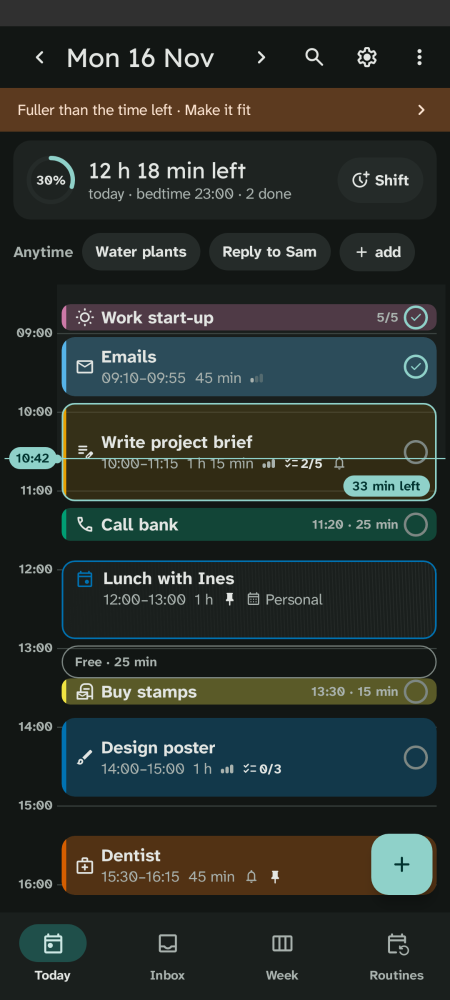 Mon 16 Nov
Fuller than the time left · Make it fit
30%
12 h 18 min left
today · bedtime 23:00 · 2 done
Shift
Anytime
Water plants
Reply to Sam
+ add
Work start-up
5/5
09:00
Emails
09:10–09:55 45 min
10:00
Write project brief
10:42
10:00–11:15 1 h 15 min 2/5
33 min left
11:00
Call bank
11:20 · 25 min
12:00
Lunch with Ines
12:00–13:00 1 h Personal
13:00
Free · 25 min
Buy stamps
13:30 · 15 min
14:00
Design poster
14:00–15:00 1 h 0/3
15:00
Dentist
15:30–16:15 45 min
16:00
Today
Inbox
Week
Routines